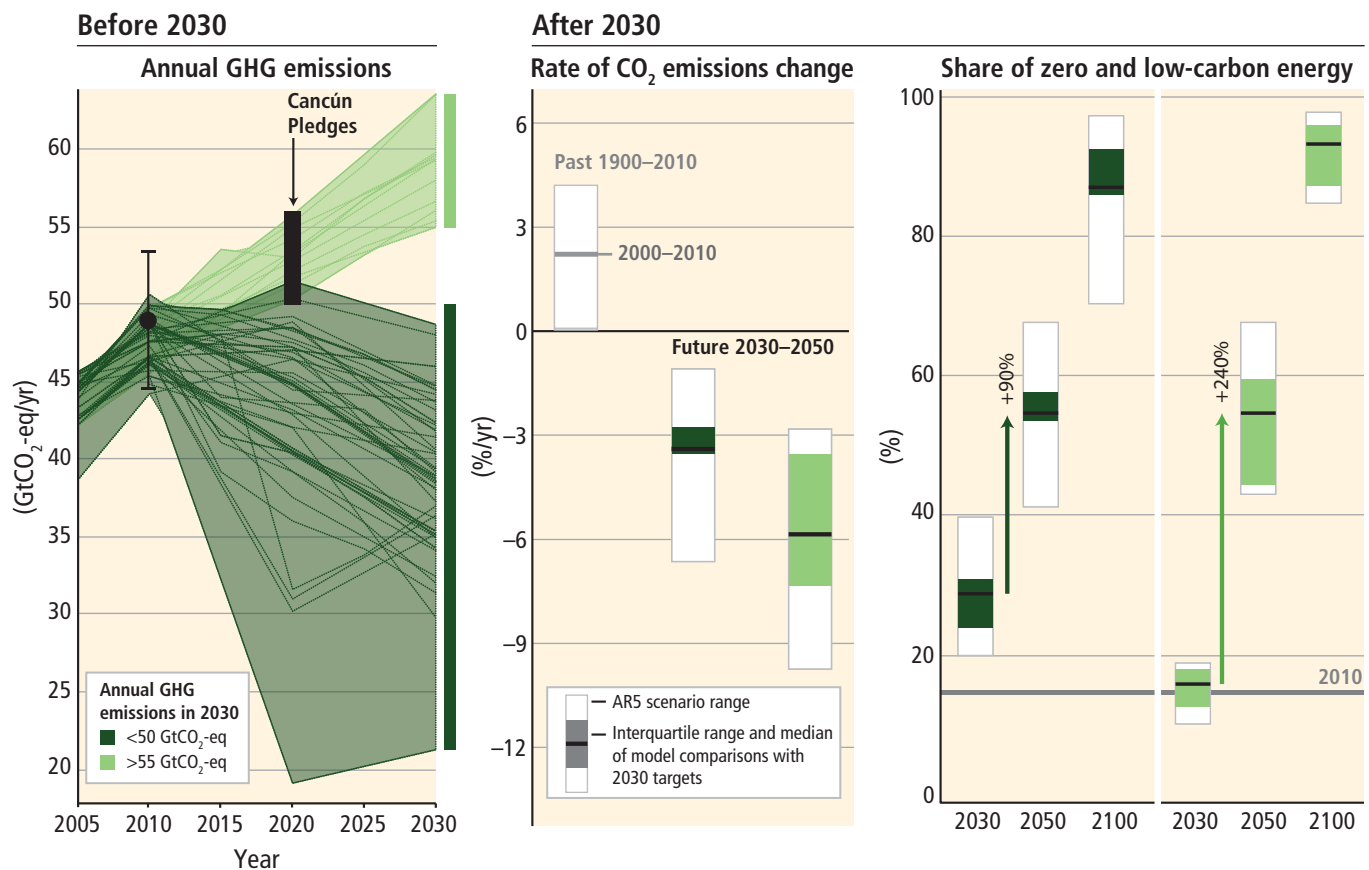 Before 2030
After 2030
Annual GHG emissions
Rate of CO2 emissions change
Share of zero and low-carbon energy
Cancún
Pledges
60
55
50
45
40
35
30
25
20
(GtCO2-eq/yr)
Annual GHG
emissions in 2030
<50 GtCO2-eq
>55 GtCO2-eq
2005 2010 2015 2020 2025 2030
Year
6
3
0
–3
–6
–9
–12
(%/yr)
Past 1900–2010
2000–2010
Future 2030–2050
AR5 scenario range
Interquartile range and median
of model comparisons with
2030 targets
100
80
60
40
20
0
(%)
+90%
+240%
2010
2030 2050 2100 2030 2050 2100